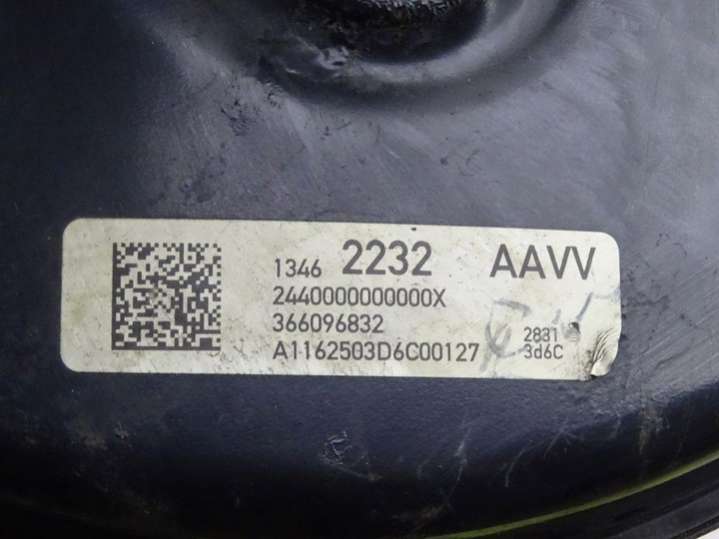 1346 2232 AAVV
2440000000000X
366096832
A1162503D6C00127
2831
3d6C